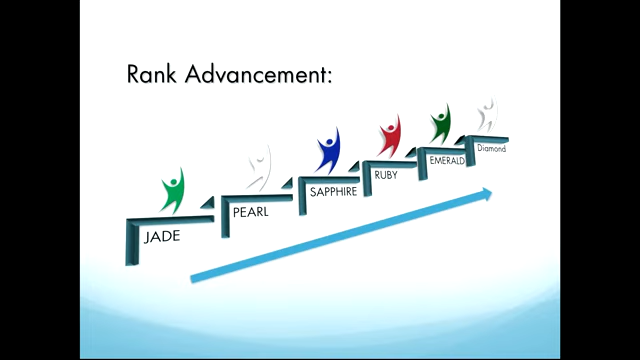 Rank Advancement:
JADE
PEARL
SAPPHIRE
RUBY
EMERALD
Diamond